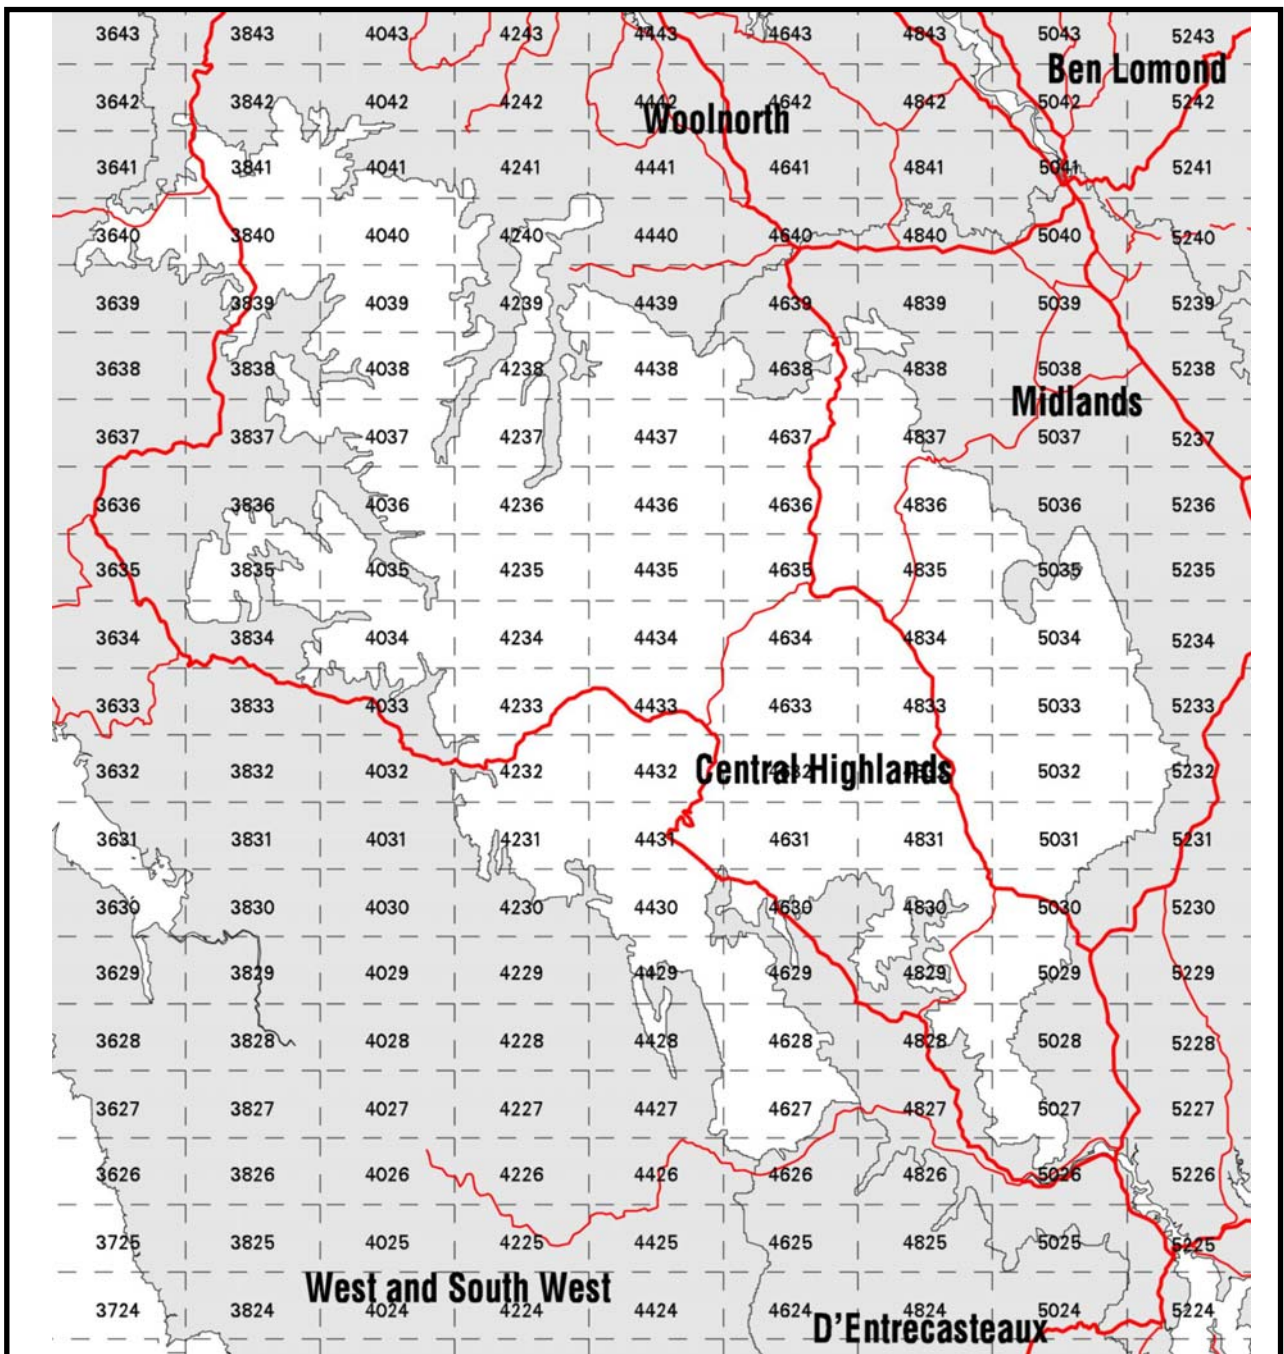 3643 3843 4043 4243 4443 4643 4843 5043 5243
Ben Lomond
3642 3842 4042 4242 4442 4642 4842 5042 5242
Woolnorth
3641 3841 4041 4241 4441 4641 4841 5041 5241
3640 3840 4040 4240 4440 4640 4840 5040 5240
3639 3839 4039 4239 4439 4639 4839 5039 5239
3638 3838 4038 4238 4438 4638 4838 5038 5238
Midlands
3637 3837 4037 4237 4437 4637 4837 5037 5237
3636 3836 4036 4236 4436 4636 4836 5036 5236
3635 3835 4035 4235 4435 4635 4835 5035 5235
3634 3834 4034 4234 4434 4634 4834 5034 5234
3633 3833 4033 4233 4433 4633 4833 5033 5233
Central Highlands
3632 3832 4032 4232 4432 4632 5032 5232
3631 3831 4031 4231 4431 4631 4831 5031 5231
3630 3830 4030 4230 4430 4630 4830 5030 5230
3629 3829 4029 4229 4429 4629 4829 5029 5229
3628 3828 4028 4228 4428 4628 4828 5028 5228
3627 3827 4027 4227 4427 4627 4827 5027 5227
3626 3826 4026 4226 4426 4626 4826 5026 5226
3725 3825 4025 4225 4425 4625 4825 5025 5225
West and South West
3724 3824 4024 4224 4424 4624 4824 5024 5224
D'Entrecasteaux